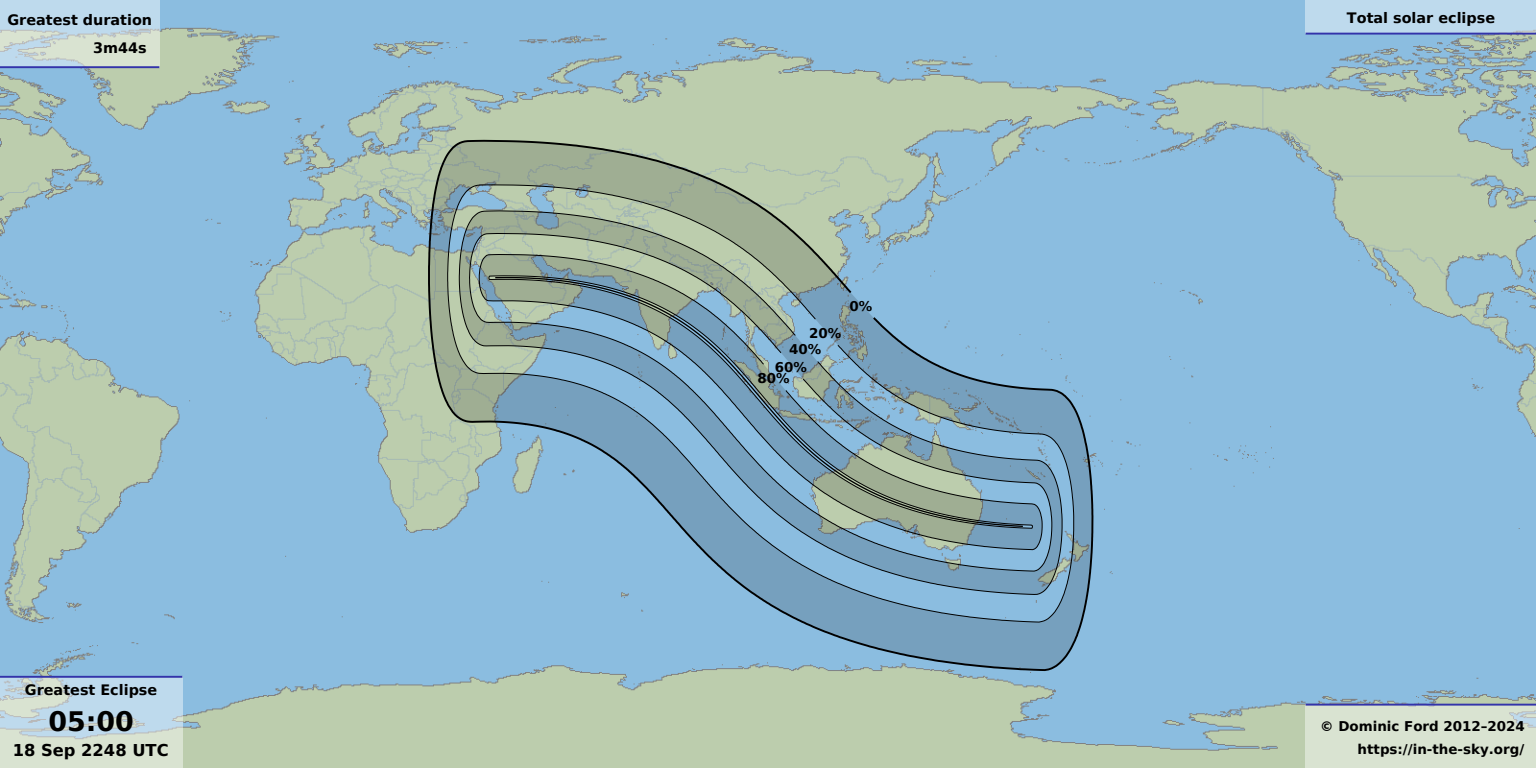 Greatest duration
3m44s
Total solar eclipse
0%
20%
40%
60%
80%
Greatest Eclipse
05:00
18 Sep 2248 UTC
© Dominic Ford 2012–2024
https://in-the-sky.org/